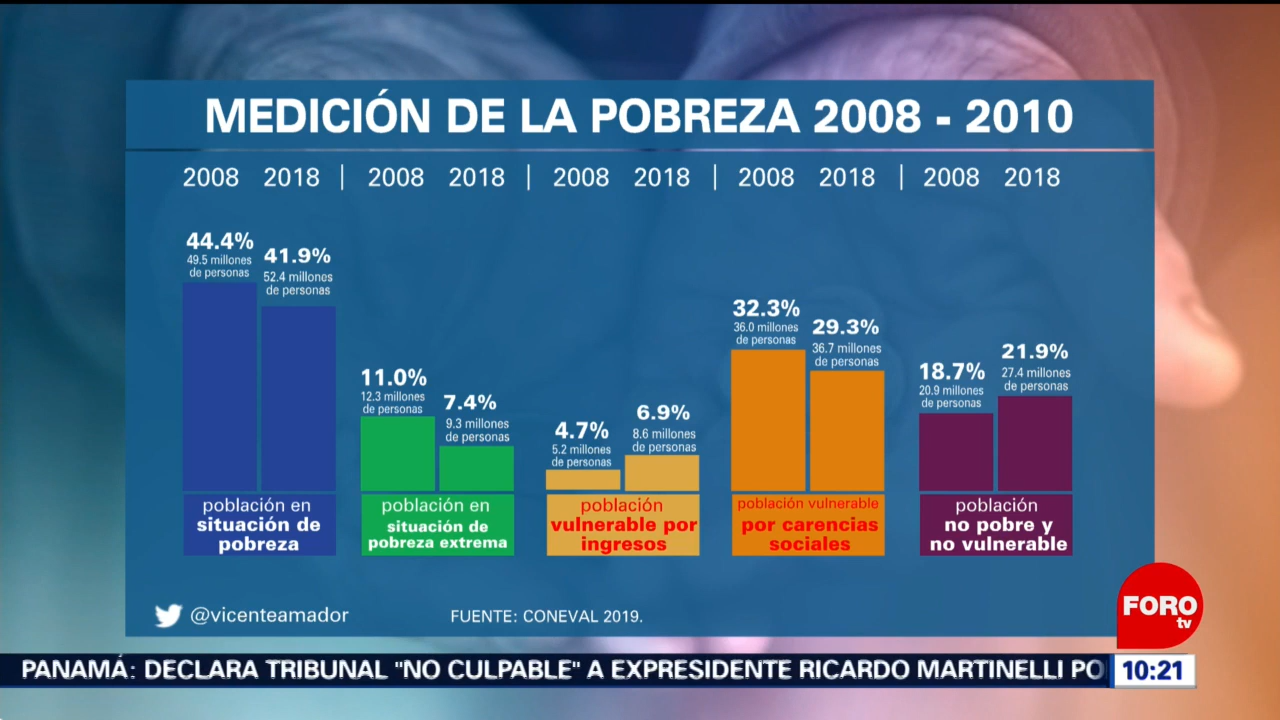 MEDICIÓN DE LA POBREZA 2008 - 2010
2008 2018 | 2008 2018 | 2008 2018 | 2008 2018 | 2008 2018
44.4%
49.5 millones
de personas
41.9%
52.4 millones
de personas
población en
situación de
pobreza
11.0%
12.3 millones
de personas
7.4%
9.3 millones
de personas
población en
situación de
pobreza extrema
4.7%
5.2 millones
de personas
6.9%
8.6 millones
de personas
población
vulnerable por
ingresos
32.3%
36.0 millones
de personas
29.3%
36.7 millones
de personas
población vulnerable
por carencias
sociales
18.7%
20.9 millones
de personas
21.9%
27.4 millones
de personas
población
no pobre y
no vulnerable
@vicenteamador
FUENTE: CONEVAL 2019.
FORO
tv
PANAMÁ: DECLARA TRIBUNAL "NO CULPABLE" A EXPRESIDENTE RICARDO MARTINELLI PO
10:21